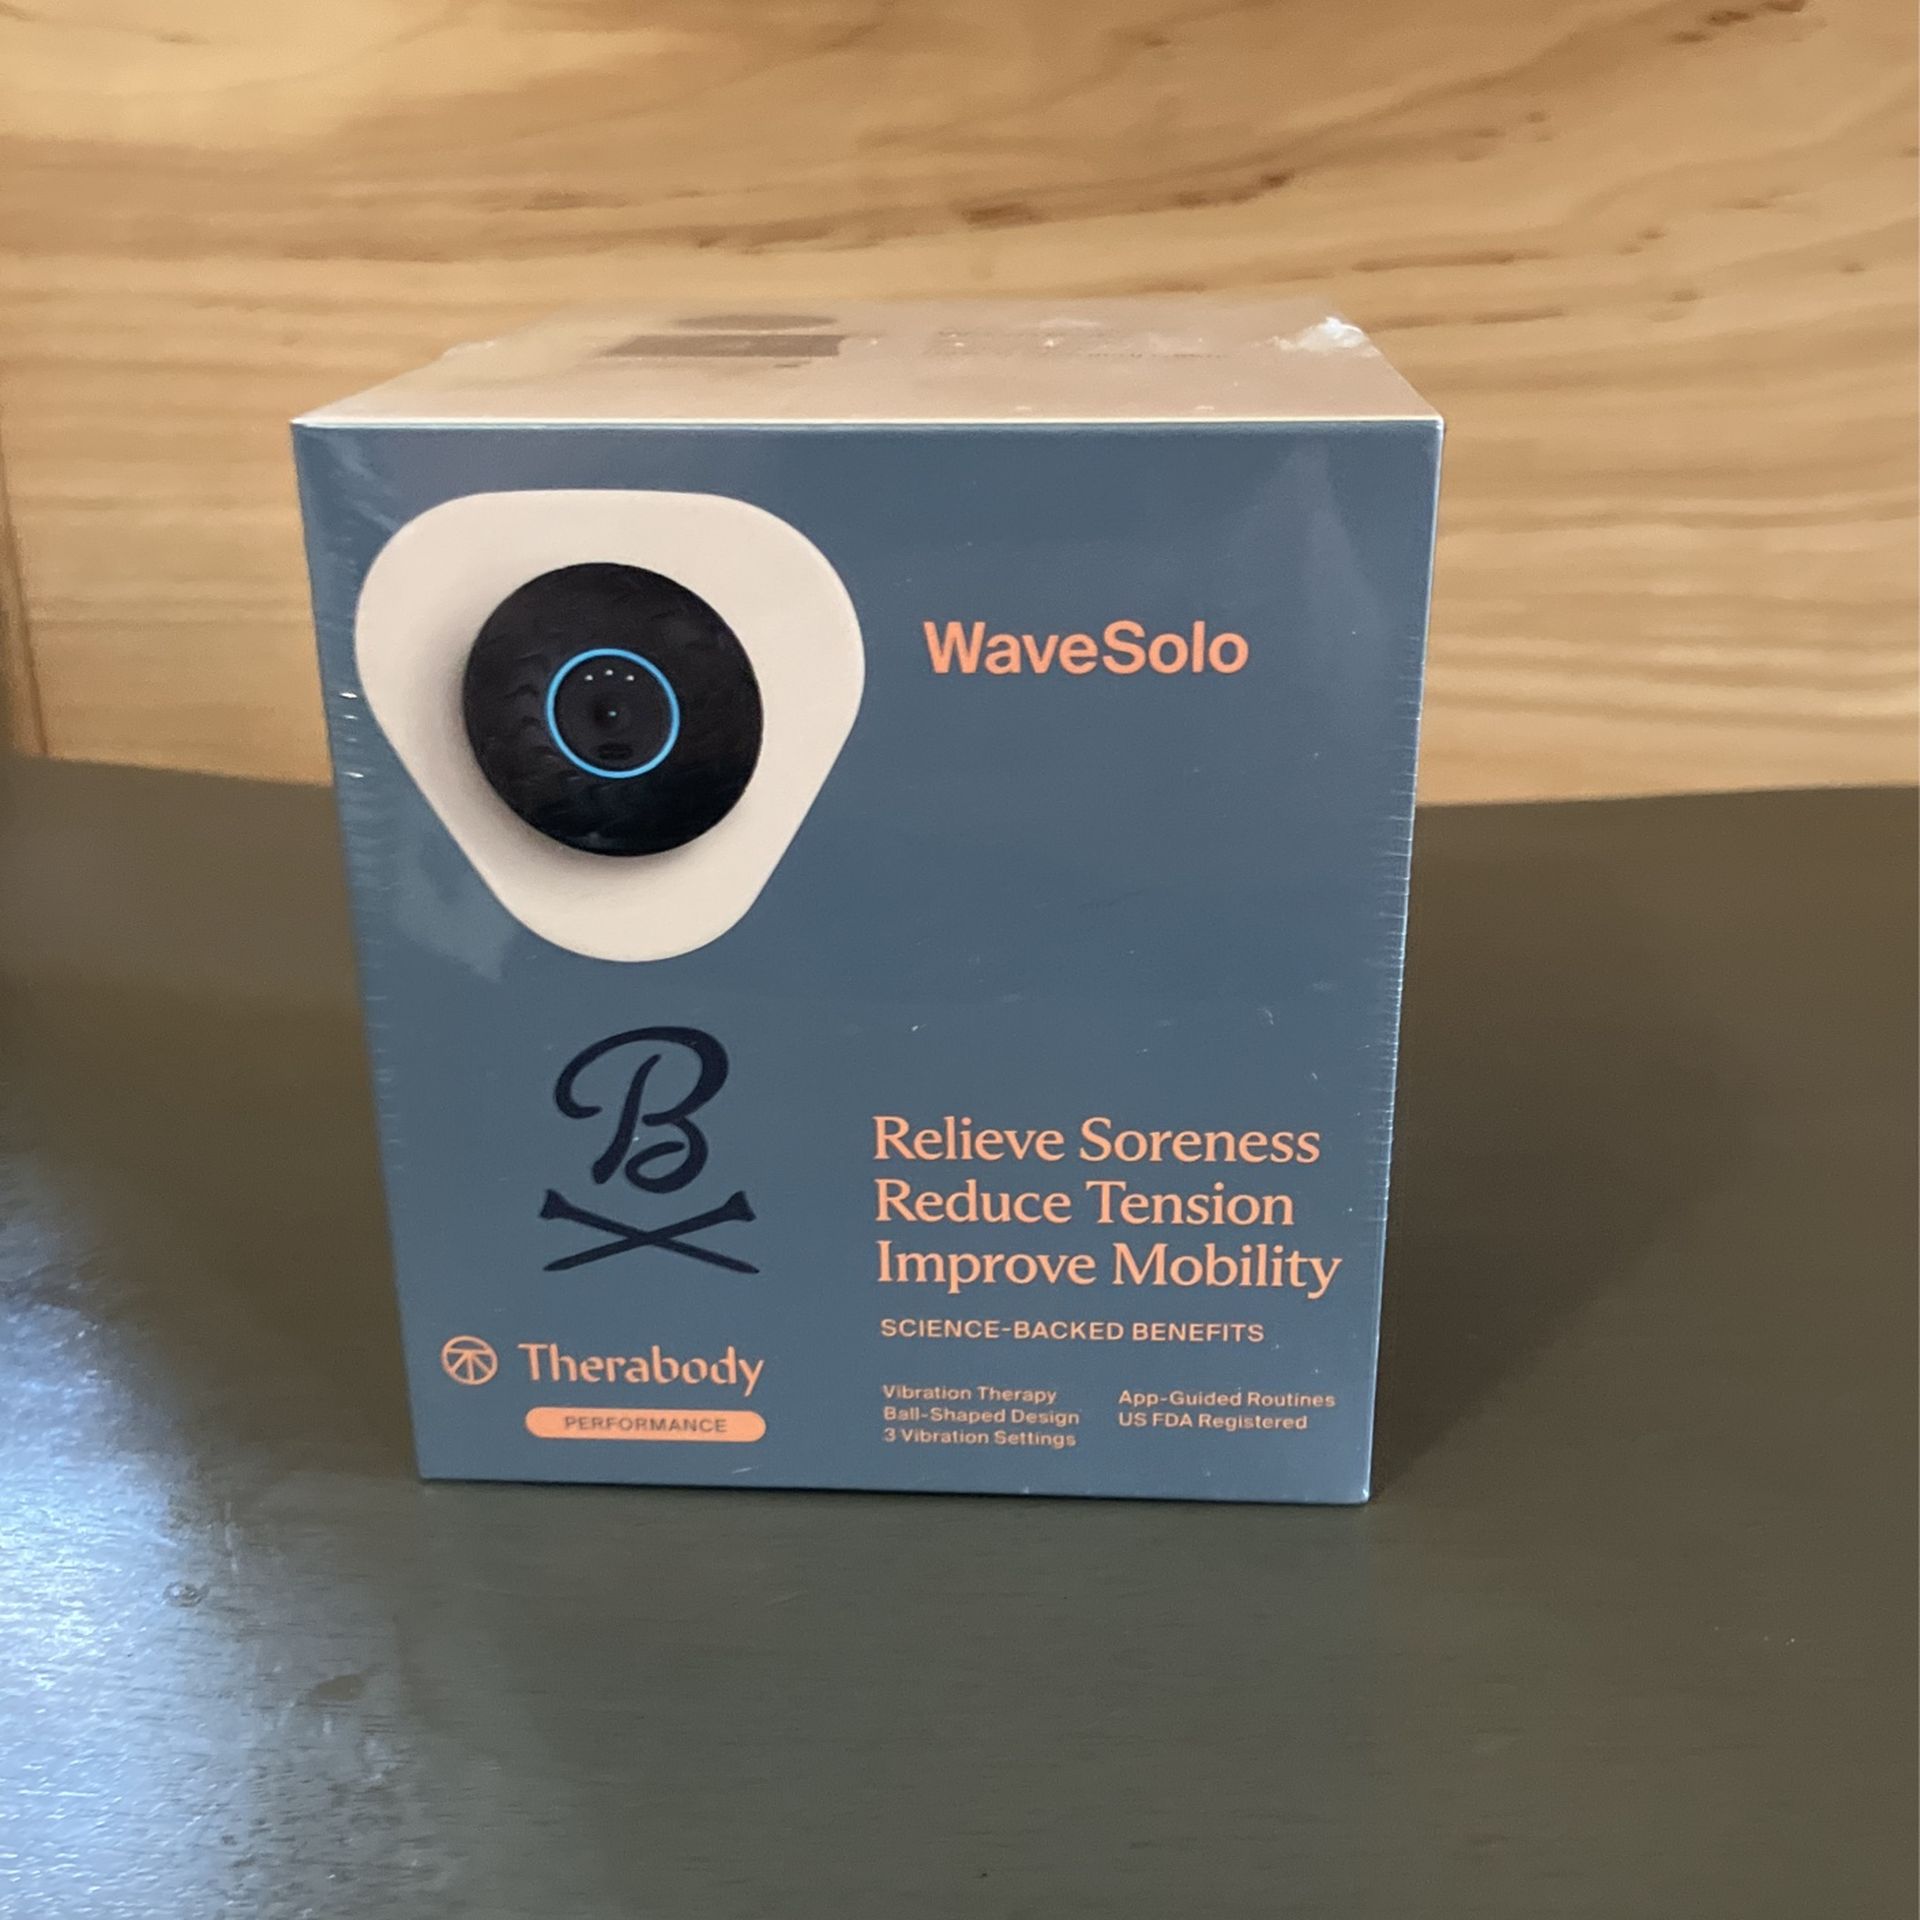 WaveSolo
B
Relieve Soreness
Reduce Tension
Improve Mobility
SCIENCE-BACKED BENEFITS
Therabody
PERFORMANCE
Vibration Therapy
Ball-Shaped Design
3 Vibration Settings
App-Guided Routines
US FDA Registered